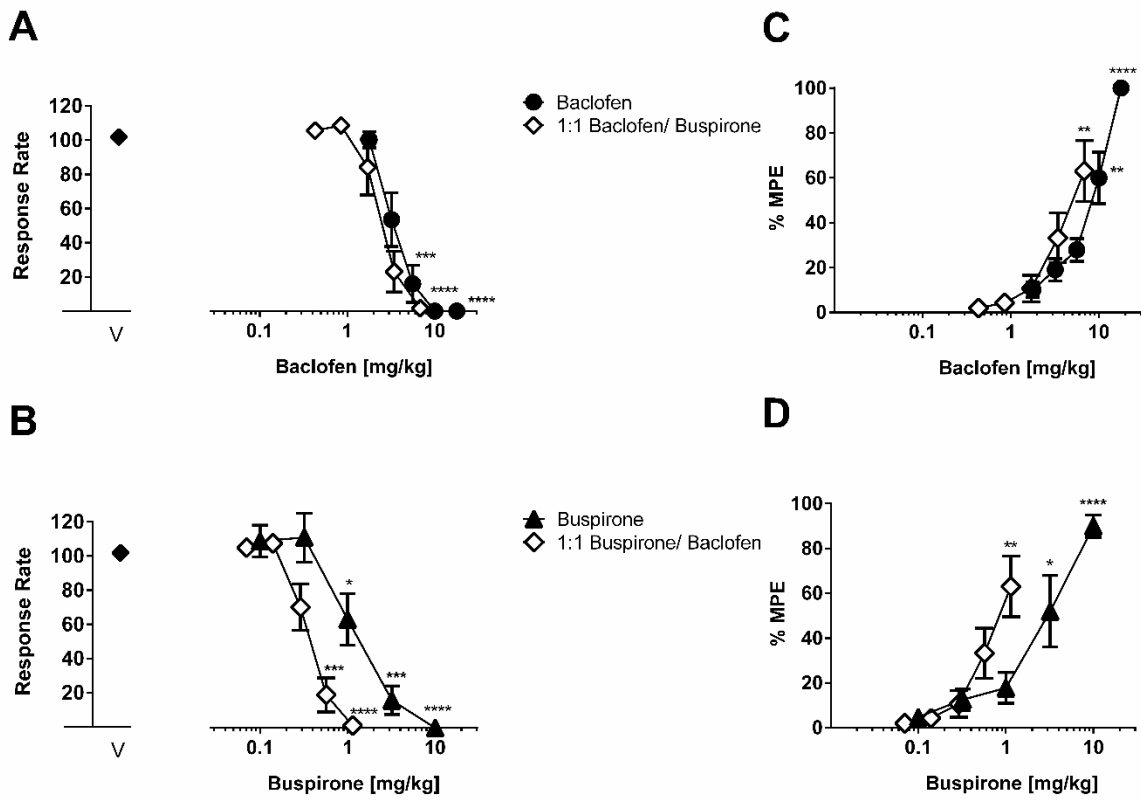 A
Response Rate
120
100
80
60
40
20
V
***
****
****
0.1
1
10
Baclofen [mg/kg]
Baclofen
1:1 Baclofen/ Buspirone
C
% MPE
100
80
60
40
20
0
****
**
**
0.1
1
10
Baclofen [mg/kg]
B
Response Rate
120
100
80
60
40
20
V
*
***
***
****
****
0.1
1
10
Buspirone [mg/kg]
Buspirone
1:1 Buspirone/ Baclofen
D
% MPE
100
80
60
40
20
0
****
**
*
0.1
1
10
Buspirone [mg/kg]